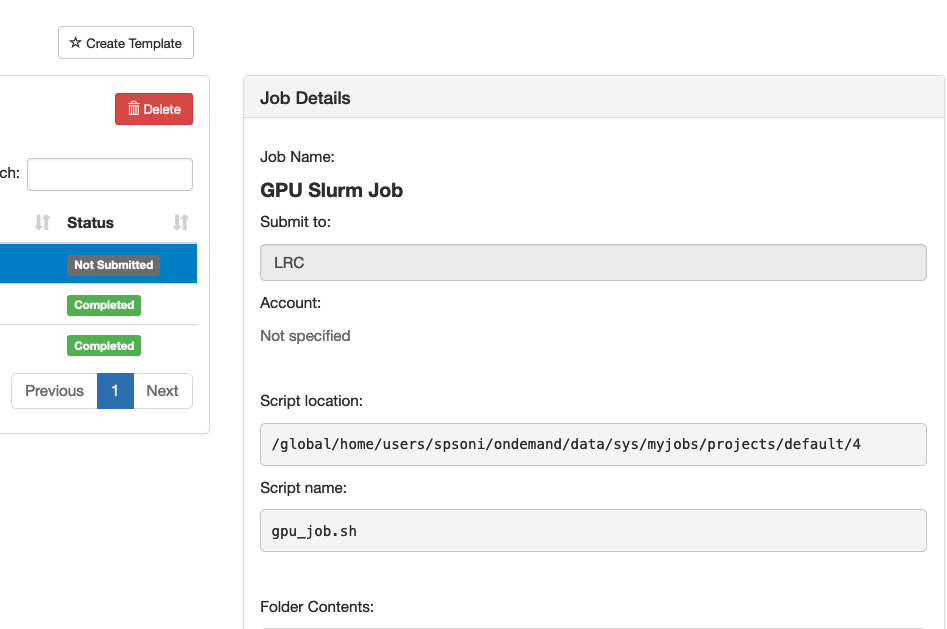 Create Template
Delete
ch:
Status
Not Submitted
Completed
Completed
Previous 1 Next
Job Details
Job Name:
GPU Slurm Job
Submit to:
LRC
Account:
Not specified
Script location:
/global/home/users/spsoni/ondemand/data/sys/myjobs/projects/default/4
Script name:
gpu_job.sh
Folder Contents: